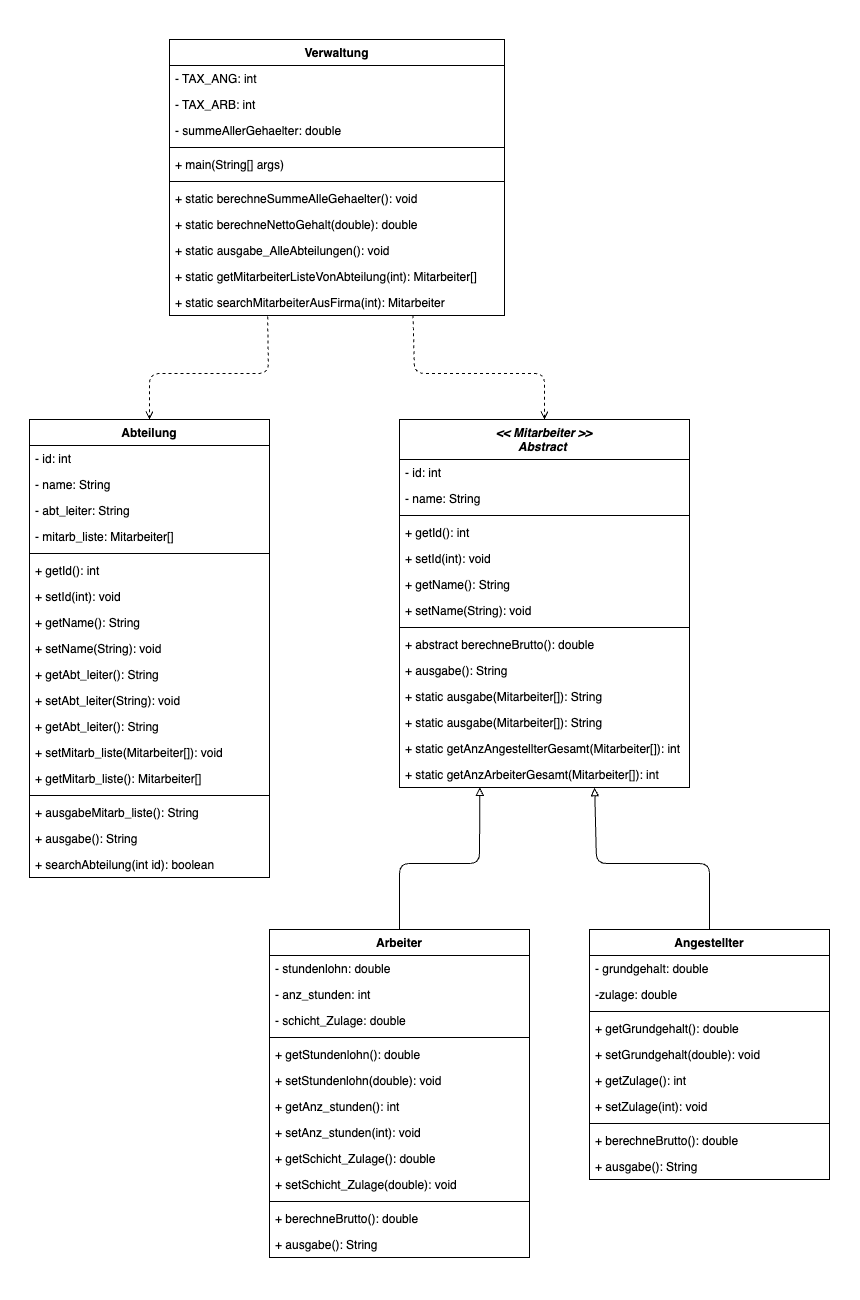 Verwaltung
- TAX_ANG: int
- TAX_ARB: int
- summeAllerGehaelter: double
+ main(String[] args)
+ static berechneSummeAlleGehaelter(): void
+ static berechneNettoGehalt(double): double
+ static ausgabe_AlleAbteilungen(): void
+ static getMitarbeiterListeVonAbteilung(int): Mitarbeiter[]
+ static searchMitarbeiterAusFirma(int): Mitarbeiter
Abteilung
- id: int
- name: String
- abt_leiter: String
- mitarb_liste: Mitarbeiter[]
+ getId(): int
+ setId(int): void
+ getName(): String
+ setName(String): void
+ getAbt_leiter(): String
+ setAbt_leiter(String): void
+ getAbt_leiter(): String
+ setMitarb_liste(Mitarbeiter[]): void
+ getMitarb_liste(): Mitarbeiter[]
+ ausgabeMitarb_liste(): String
+ ausgabe(): String
+ searchAbteilung(int id): boolean
<< Mitarbeiter >>
Abstract
- id: int
- name: String
+ getId(): int
+ setId(int): void
+ getName(): String
+ setName(String): void
+ abstract berechneBrutto(): double
+ ausgabe(): String
+ static ausgabe(Mitarbeiter[]): String
+ static ausgabe(Mitarbeiter[]): String
+ static getAnzAngestellterGesamt(Mitarbeiter[]): int
+ static getAnzArbeiterGesamt(Mitarbeiter[]): int
Arbeiter
- stundenlohn: double
- anz_stunden: int
- schicht_Zulage: double
+ getStundenlohn(): double
+ setStundenlohn(double): void
+ getAnz_stunden(): int
+ setAnz_stunden(int): void
+ getSchicht_Zulage(): double
+ setSchicht_Zulage(double): void
+ berechneBrutto(): double
+ ausgabe(): String
Angestellter
- grundgehalt: double
-zulage: double
+ getGrundgehalt(): double
+ setGrundgehalt(double): void
+ getZulage(): int
+ setZulage(int): void
+ berechneBrutto(): double
+ ausgabe(): String